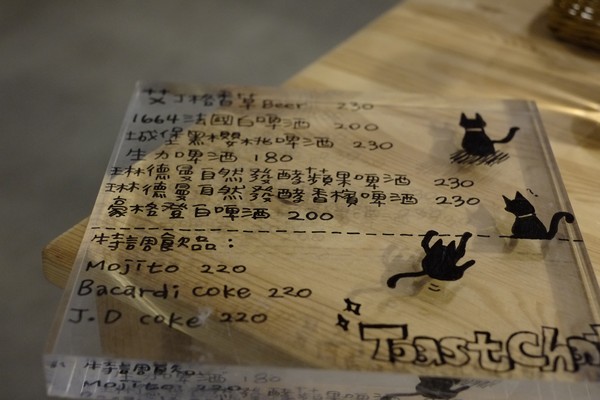 艾丁格香草Beer 230
1664法國白啤酒 200
城堡黑櫻桃啤酒 230
生力啤酒 180
琳德曼自然發酵蘋果啤酒 230
琳德曼自然發酵香檳啤酒 230
豪格登白啤酒 200
特調飲品：
Mojito 220
Bacardi coke 220
J.D coke 220
Toast Chat